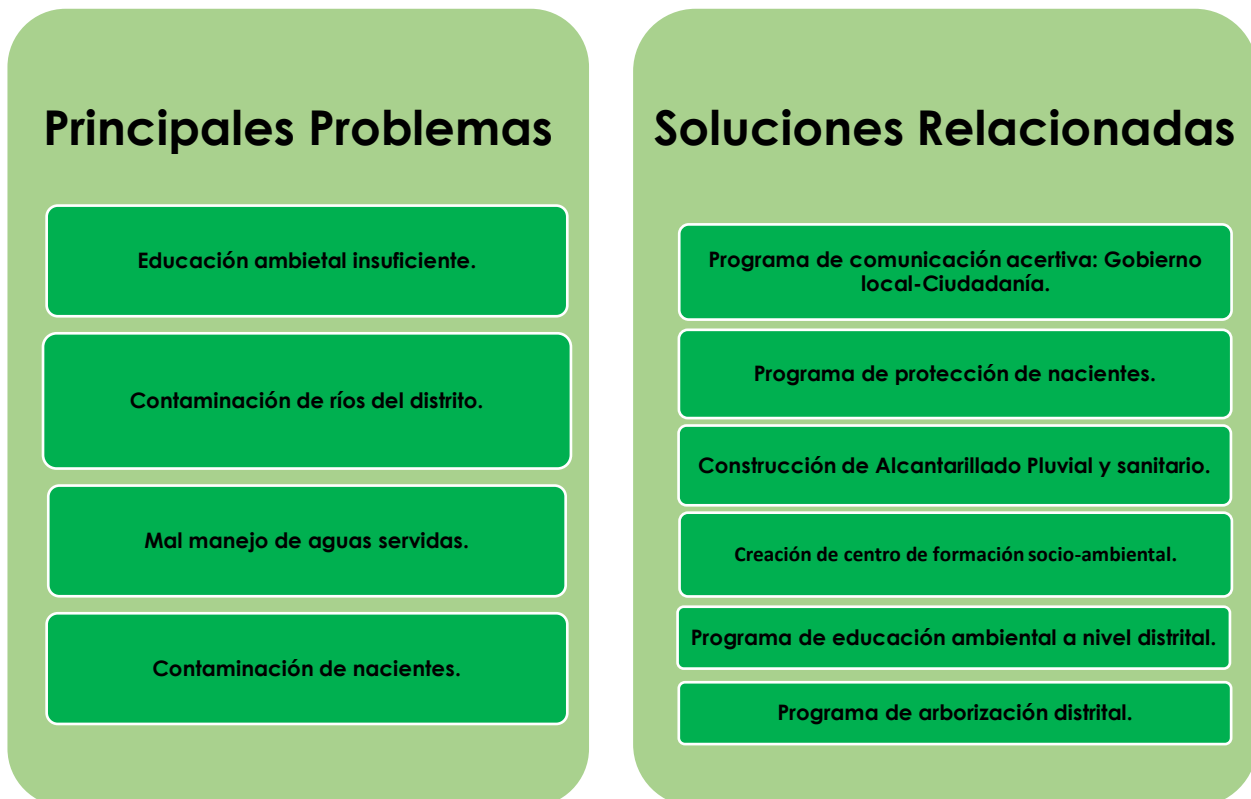 Principales Problemas
Educación ambietal insuficiente.
Contaminación de ríos del distrito.
Mal manejo de aguas servidas.
Contaminación de nacientes.
Soluciones Relacionadas
Programa de comunicación acertiva: Gobierno
local-Ciudadanía.
Programa de protección de nacientes.
Construcción de Alcantarillado Pluvial y sanitario.
Creación de centro de formación socio-ambiental.
Programa de educación ambiental a nivel distrital.
Programa de arborización distrital.